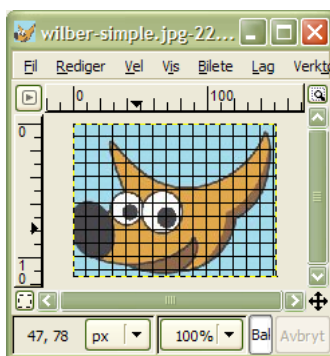 wilber-simple.jpg-22...
Fil Rediger Vel Vis Bilete Lag Verktø
0 100
0
1
0
47, 78 px 100% Bal Avbryt